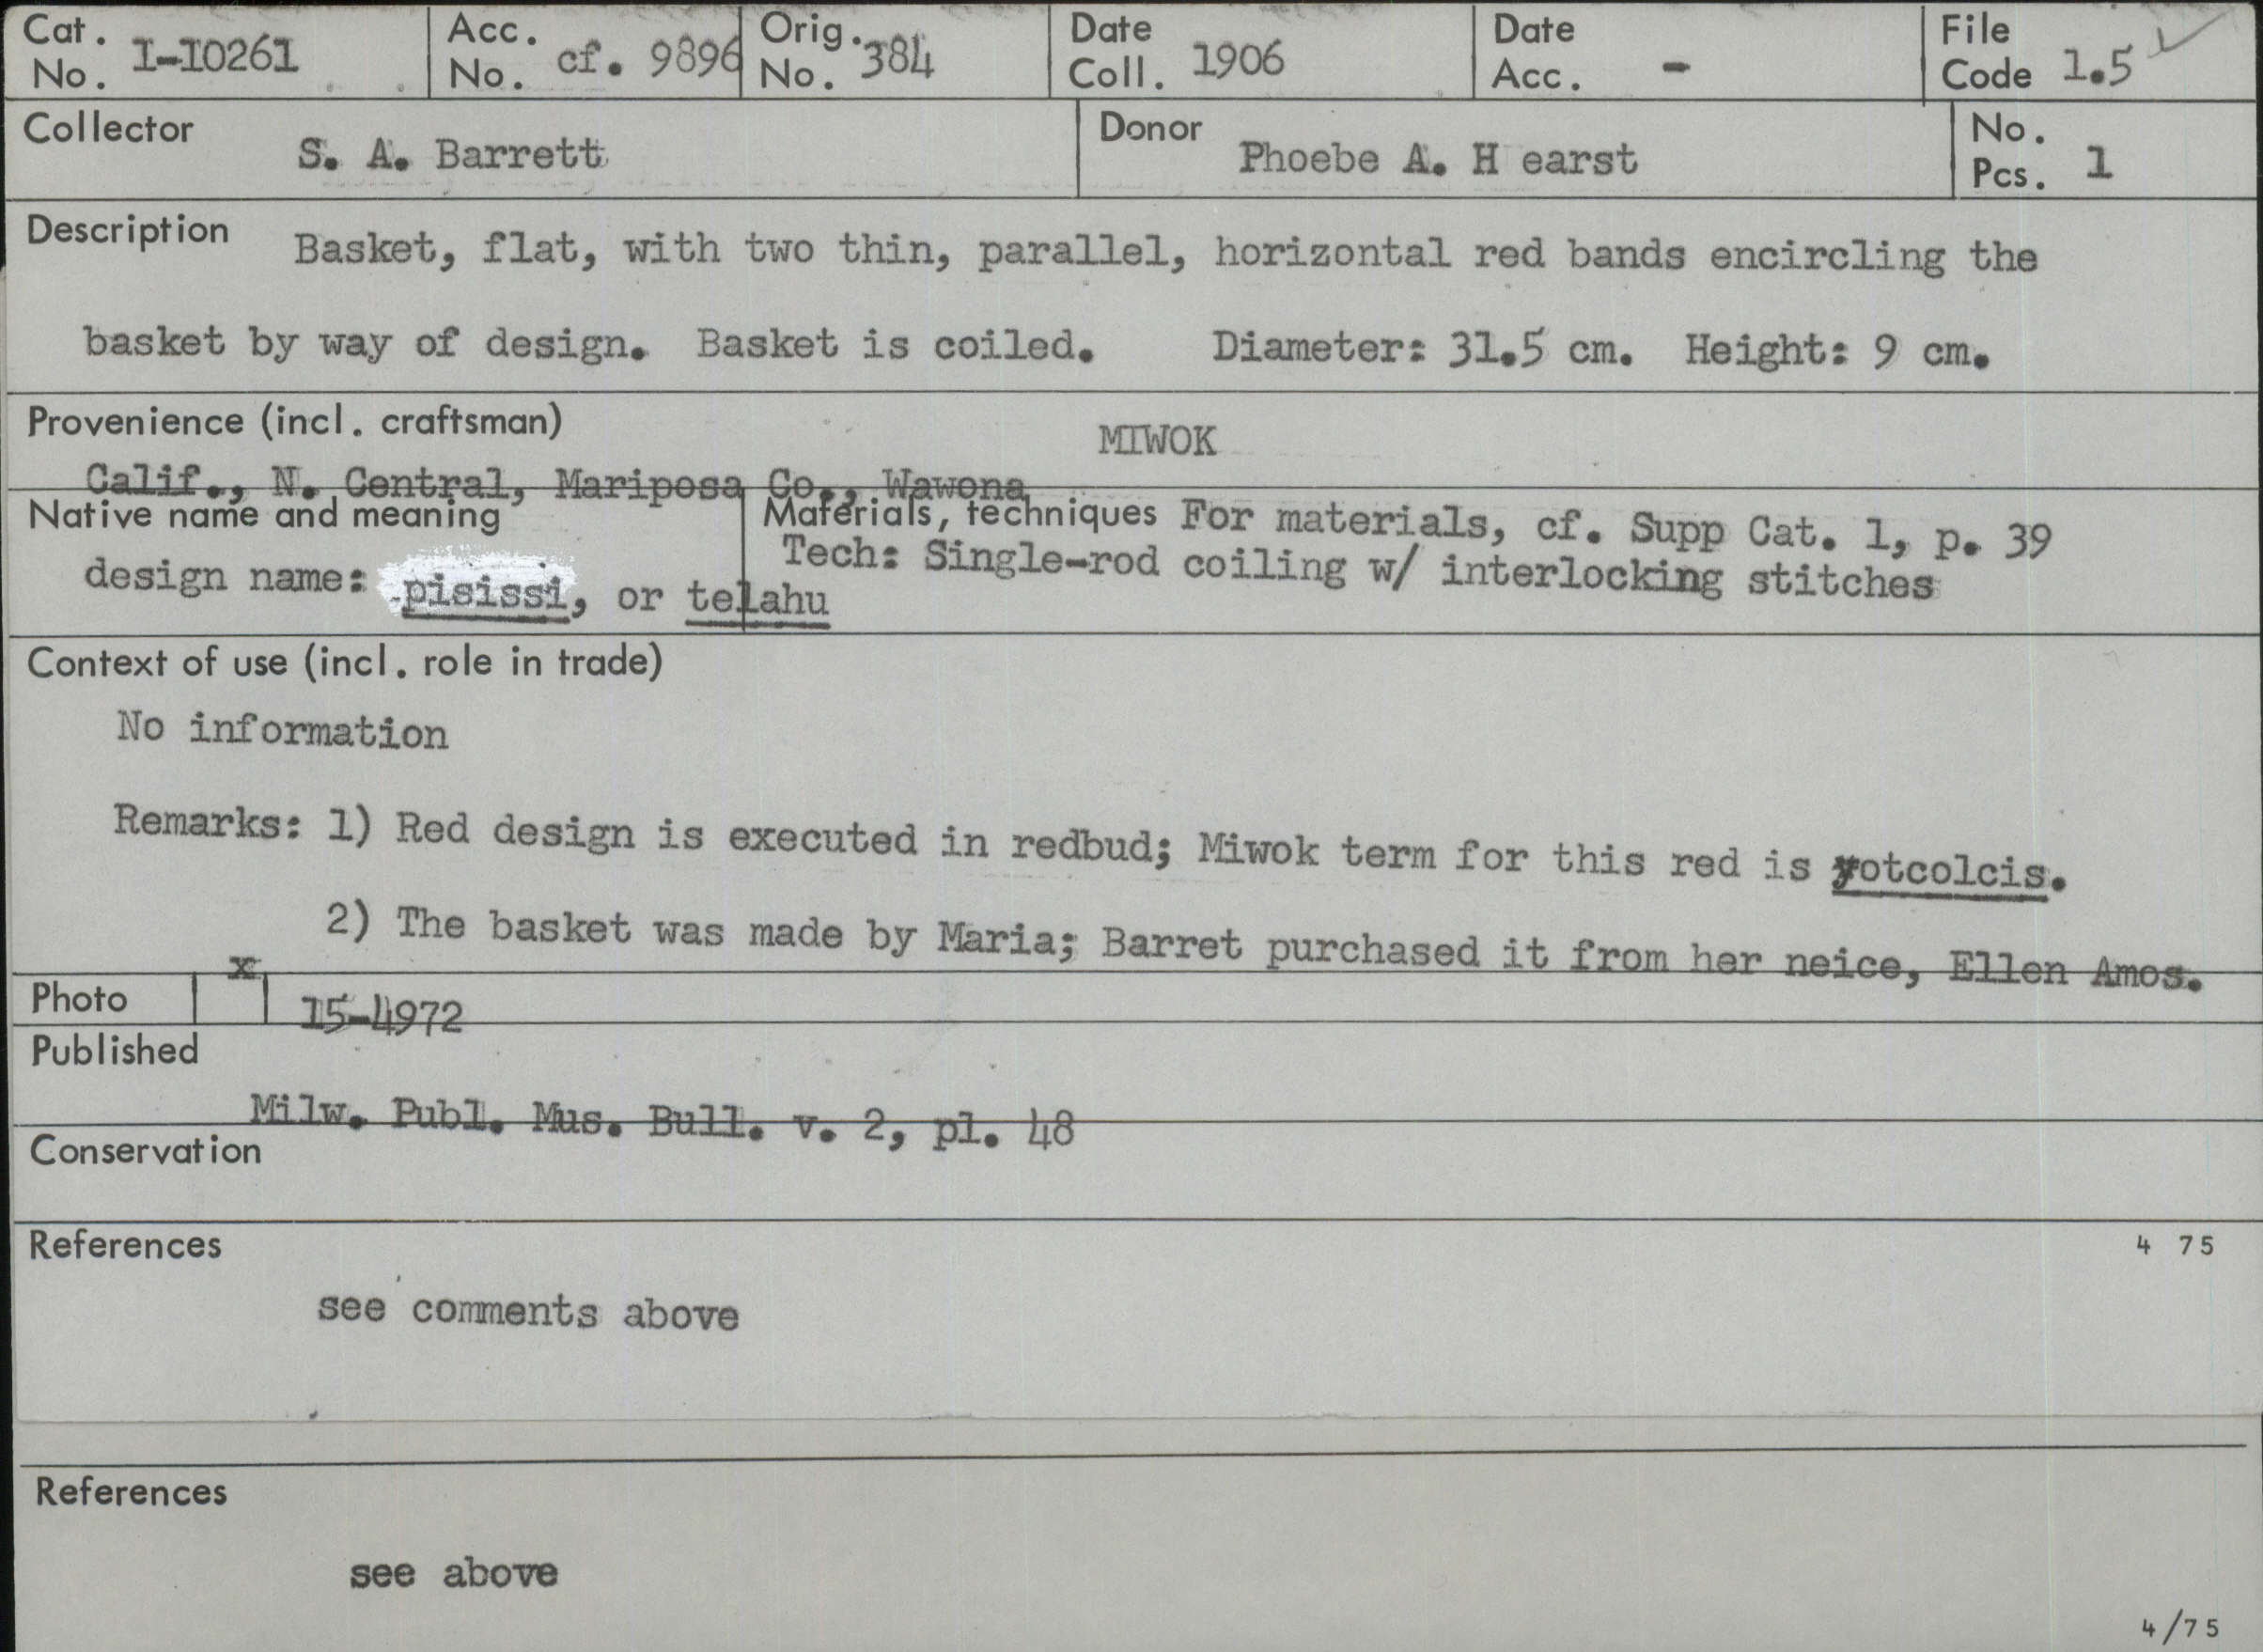 Cat. No. I-I0261 Acc. No. cf. 9896 Orig. No. 384 Date Coll. 1906 Date Acc. - File Code 1.5
Collector S. A. Barrett Donor Phoebe A. H earst No. Pcs. 1
Description Basket, flat, with two thin, parallel, horizontal red bands encircling the
basket by way of design. Basket is coiled. Diameter: 31.5 cm. Height: 9 cm.
Provenience (incl. craftsman) MIWOK
Calif., N. Central, Mariposa Co., Wawona
Native name and meaning
design name: pisissi, or telahu
Materials, techniques For materials, cf. Supp Cat. 1, p. 39
Tech: Single-rod coiling w/ interlocking stitches
Context of use (incl. role in trade)
No information
Remarks: 1) Red design is executed in redbud; Miwok term for this red is yotcolcis.
2) The basket was made by Maria; Barret purchased it from her neice, Ellen Amos.
Photo x 15-4972
Published
Milw. Publ. Mus. Bull. v. 2, pl. 48
Conservation
References 4 75
see comments above
References
see above
4/75